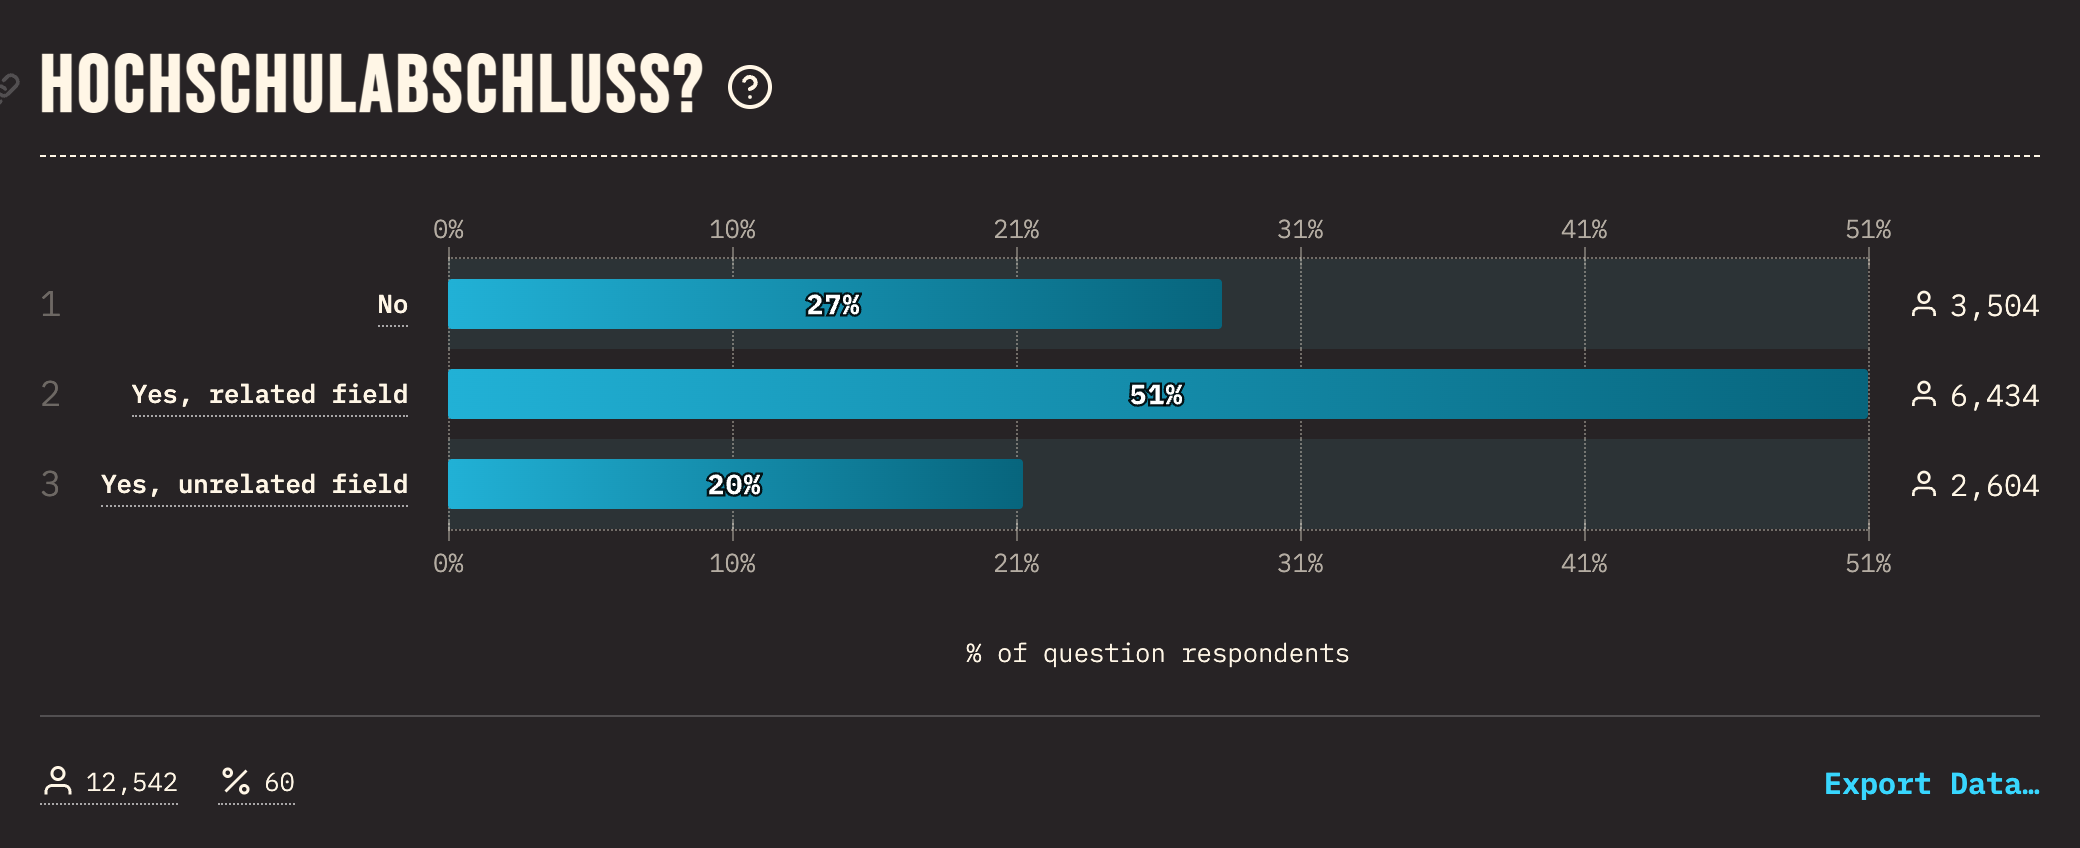 HOCHSCHULABSCHLUSS? ?
0% 10% 21% 31% 41% 51%
1 No 27% 3,504
2 Yes, related field 51% 6,434
3 Yes, unrelated field 20% 2,604
0% 10% 21% 31% 41% 51%
% of question respondents
12,542 % 60 Export Data…